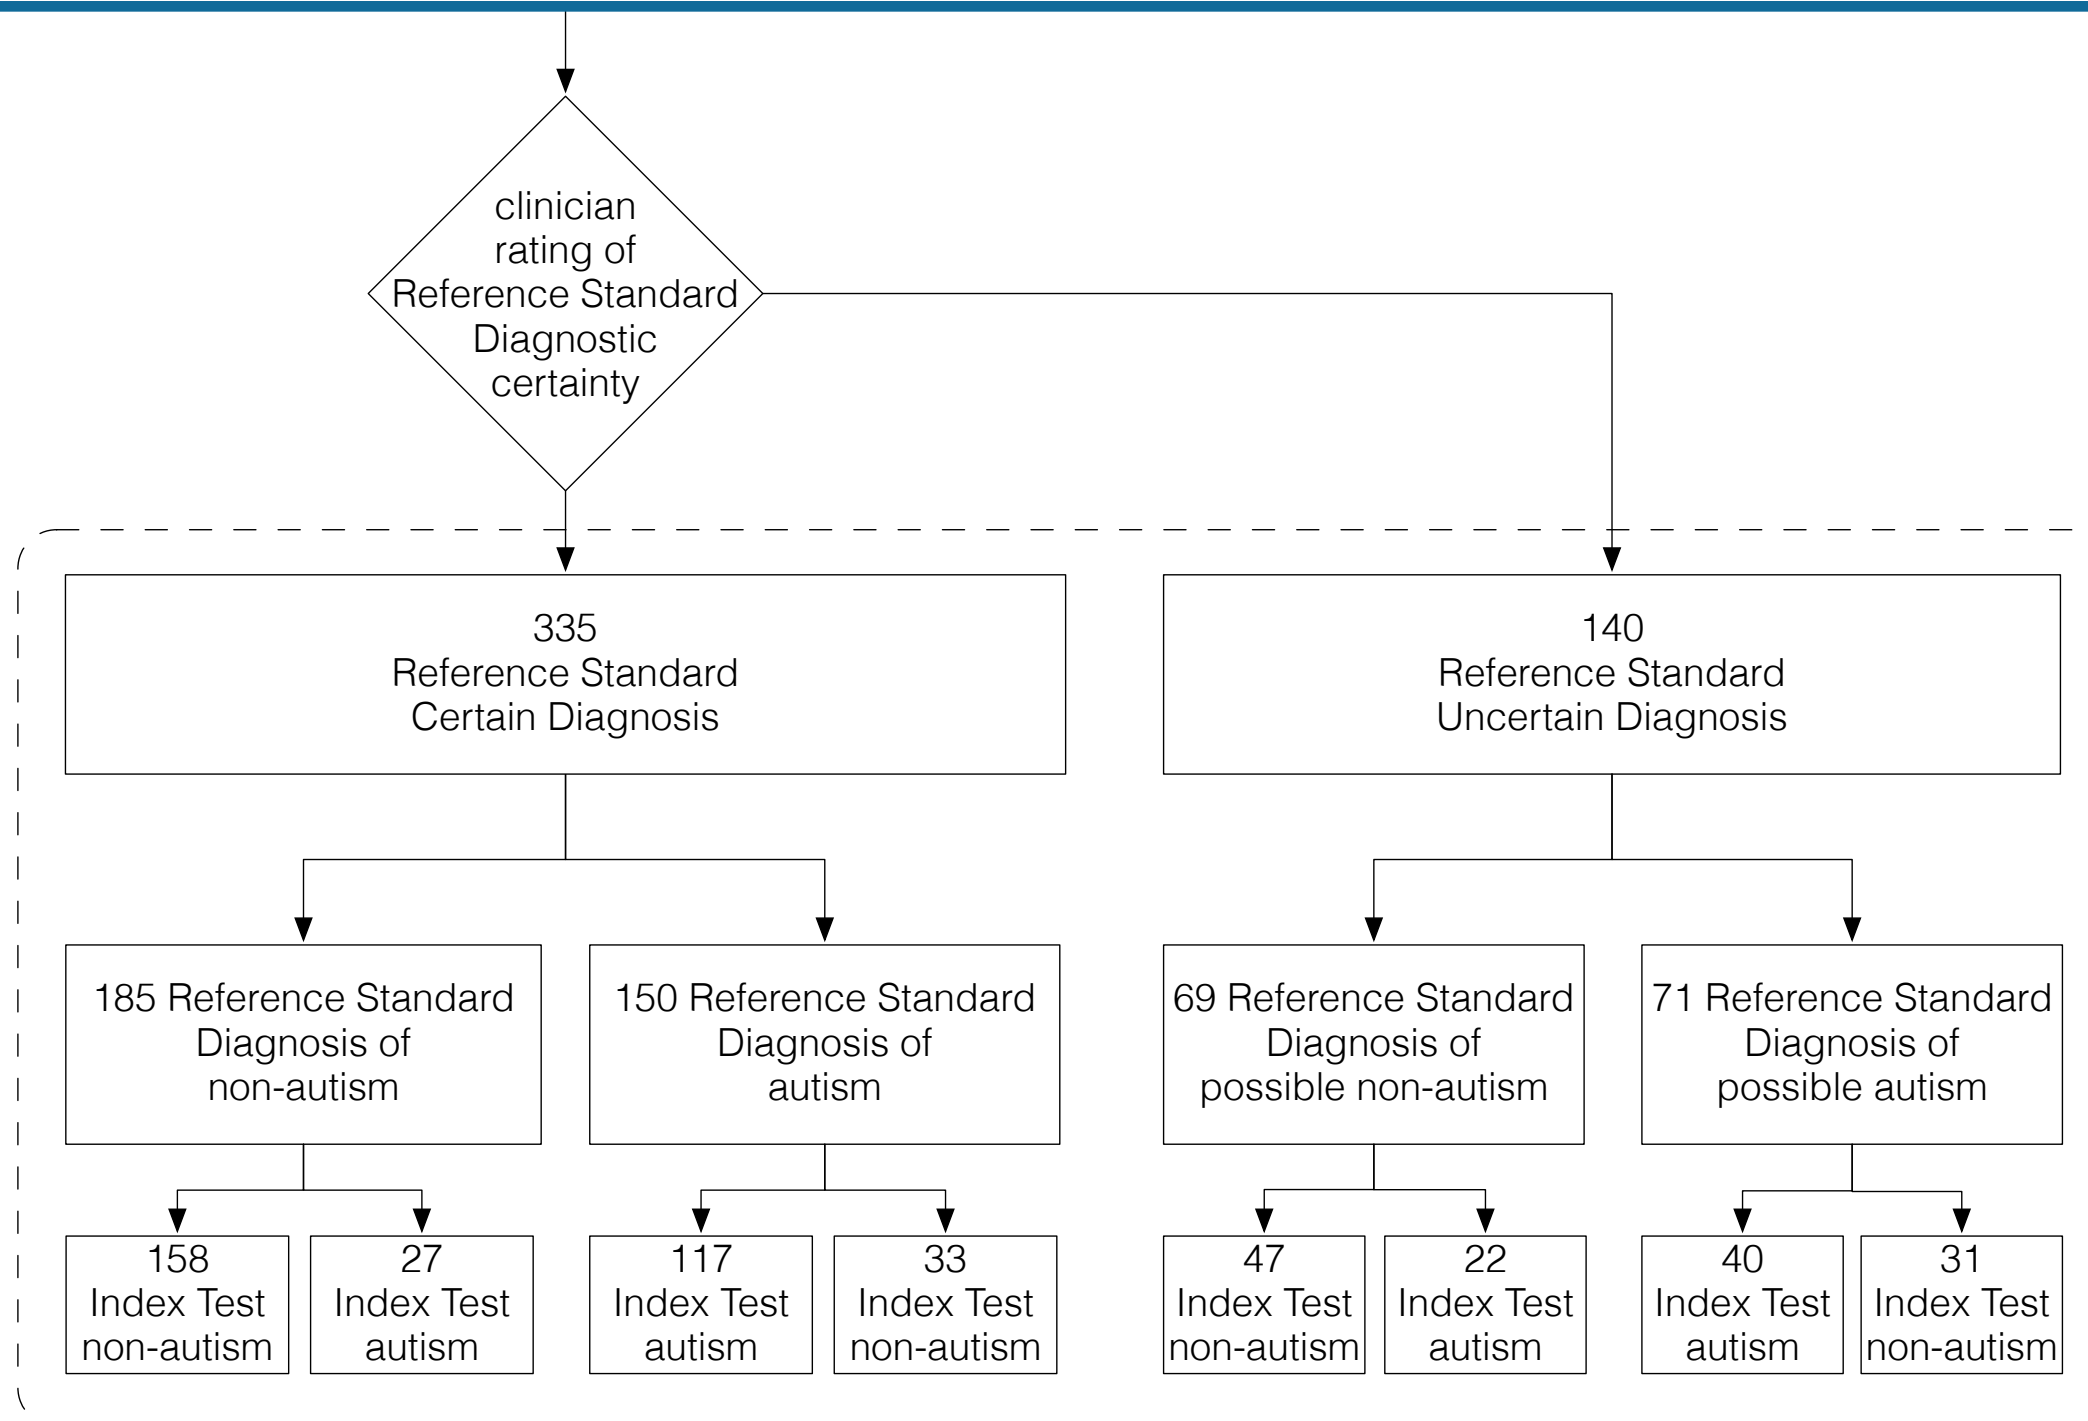 clinician
rating of
Reference Standard
Diagnostic
certainty
335
Reference Standard
Certain Diagnosis
140
Reference Standard
Uncertain Diagnosis
185 Reference Standard
Diagnosis of
non-autism
150 Reference Standard
Diagnosis of
autism
69 Reference Standard
Diagnosis of
possible non-autism
71 Reference Standard
Diagnosis of
possible autism
158
Index Test
non-autism
27
Index Test
autism
117
Index Test
autism
33
Index Test
non-autism
47
Index Test
non-autism
22
Index Test
autism
40
Index Test
autism
31
Index Test
non-autism